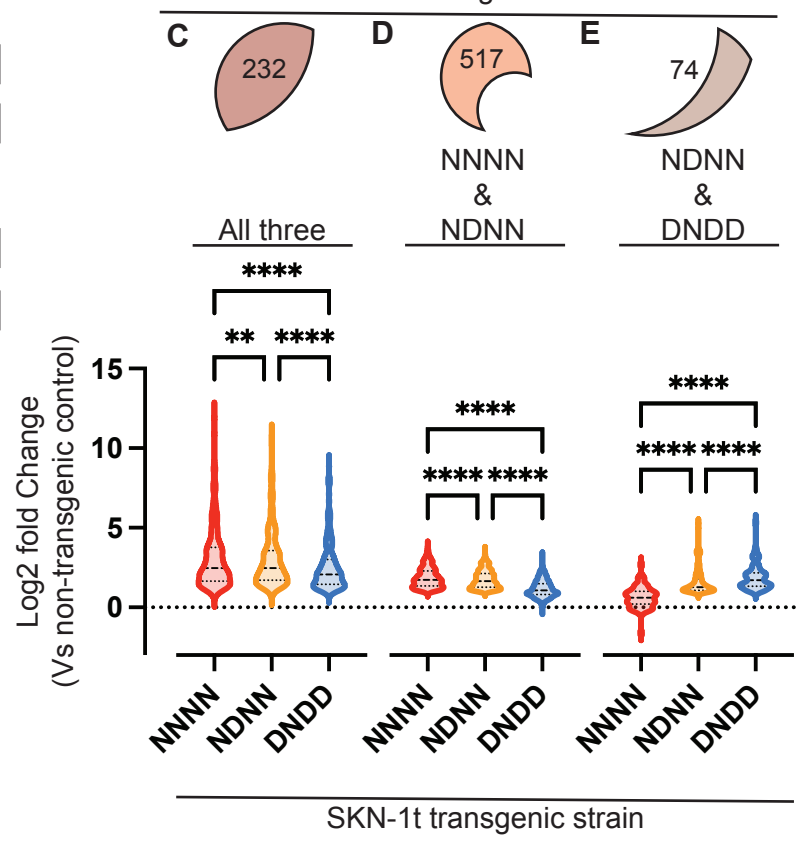 C
D
E
232
517
74
NNNN
&
NDNN
NDNN
&
DNDD
All three
****
** ****
****
**** ****
****
**** ****
Log2 fold Change
(Vs non-transgenic control)
15
10
5
0
NNNN NDNN DNDD NNNN NDNN DNDD NNNN NDNN DNDD
SKN-1t transgenic strain